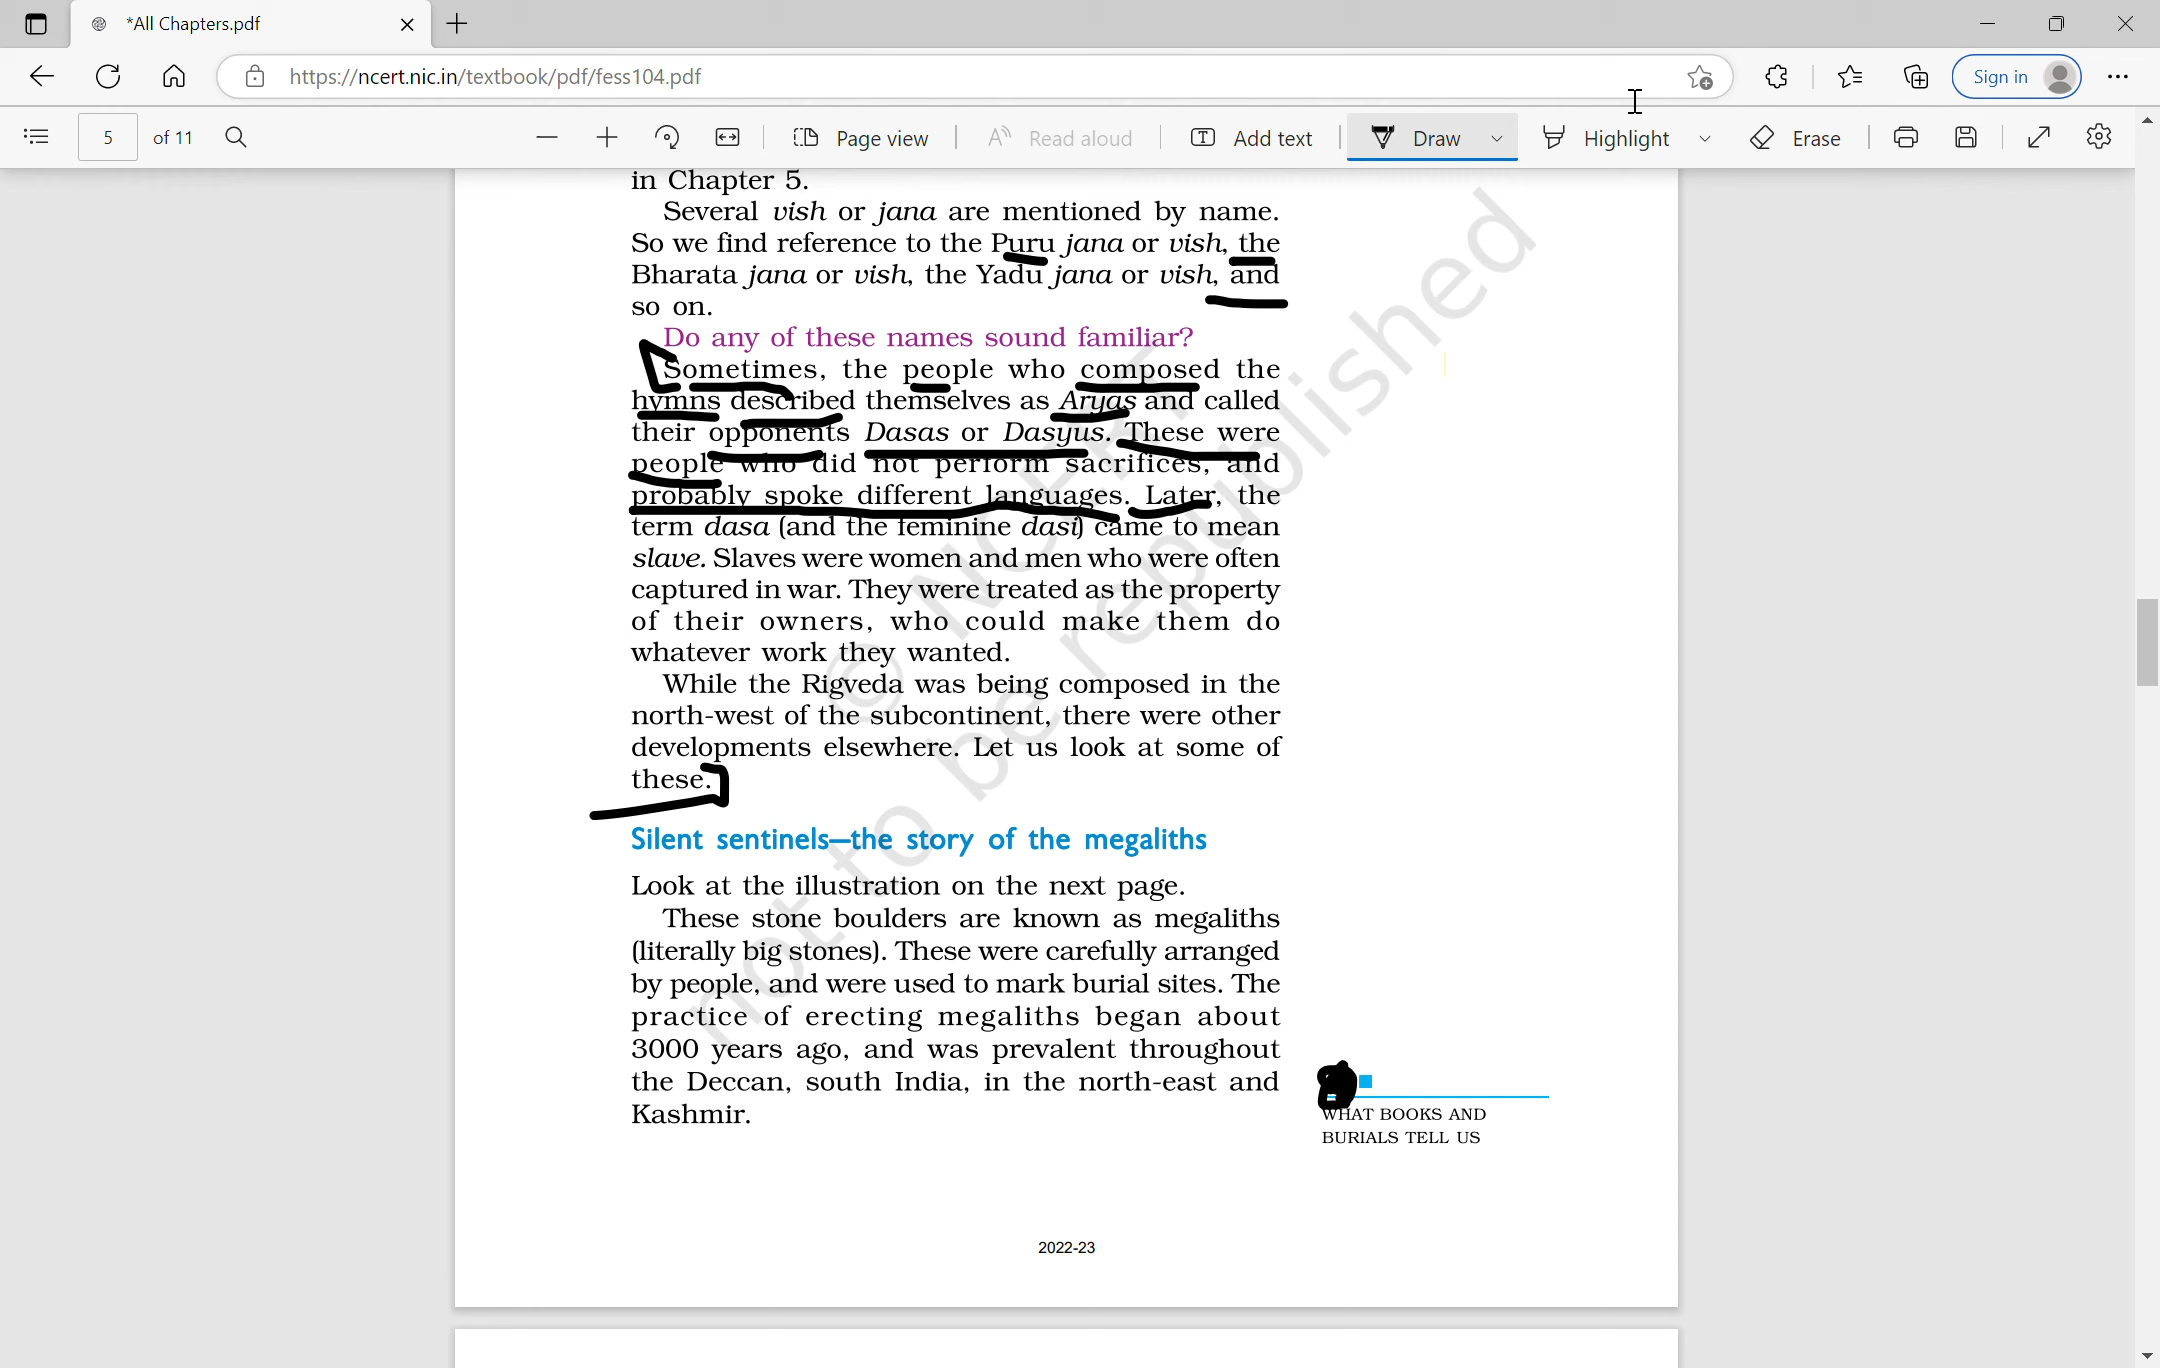 *All Chapters.pdf
https://ncert.nic.in/textbook/pdf/fess104.pdf
Sign in
5 of 11
Page view
Read aloud
Add text
Draw
Highlight
Erase
in Chapter 5.
Several vish or jana are mentioned by name.
So we find reference to the Puru jana or vish, the
Bharata jana or vish, the Yadu jana or vish, and
so on.
Do any of these names sound familiar?
Sometimes, the people who composed the
hymns described themselves as Aryas and called
their opponents Dasas or Dasyus. These were
people who did not perform sacrifices, and
probably spoke different languages. Later, the
term dasa (and the feminine dasi) came to mean
slave. Slaves were women and men who were often
captured in war. They were treated as the property
of their owners, who could make them do
whatever work they wanted.
While the Rigveda was being composed in the
north-west of the subcontinent, there were other
developments elsewhere. Let us look at some of
these.
Silent sentinels—the story of the megaliths
Look at the illustration on the next page.
These stone boulders are known as megaliths
(literally big stones). These were carefully arranged
by people, and were used to mark burial sites. The
practice of erecting megaliths began about
3000 years ago, and was prevalent throughout
the Deccan, south India, in the north-east and
Kashmir.
WHAT BOOKS AND
BURIALS TELL US
2022-23
© NCERT
not to be republished